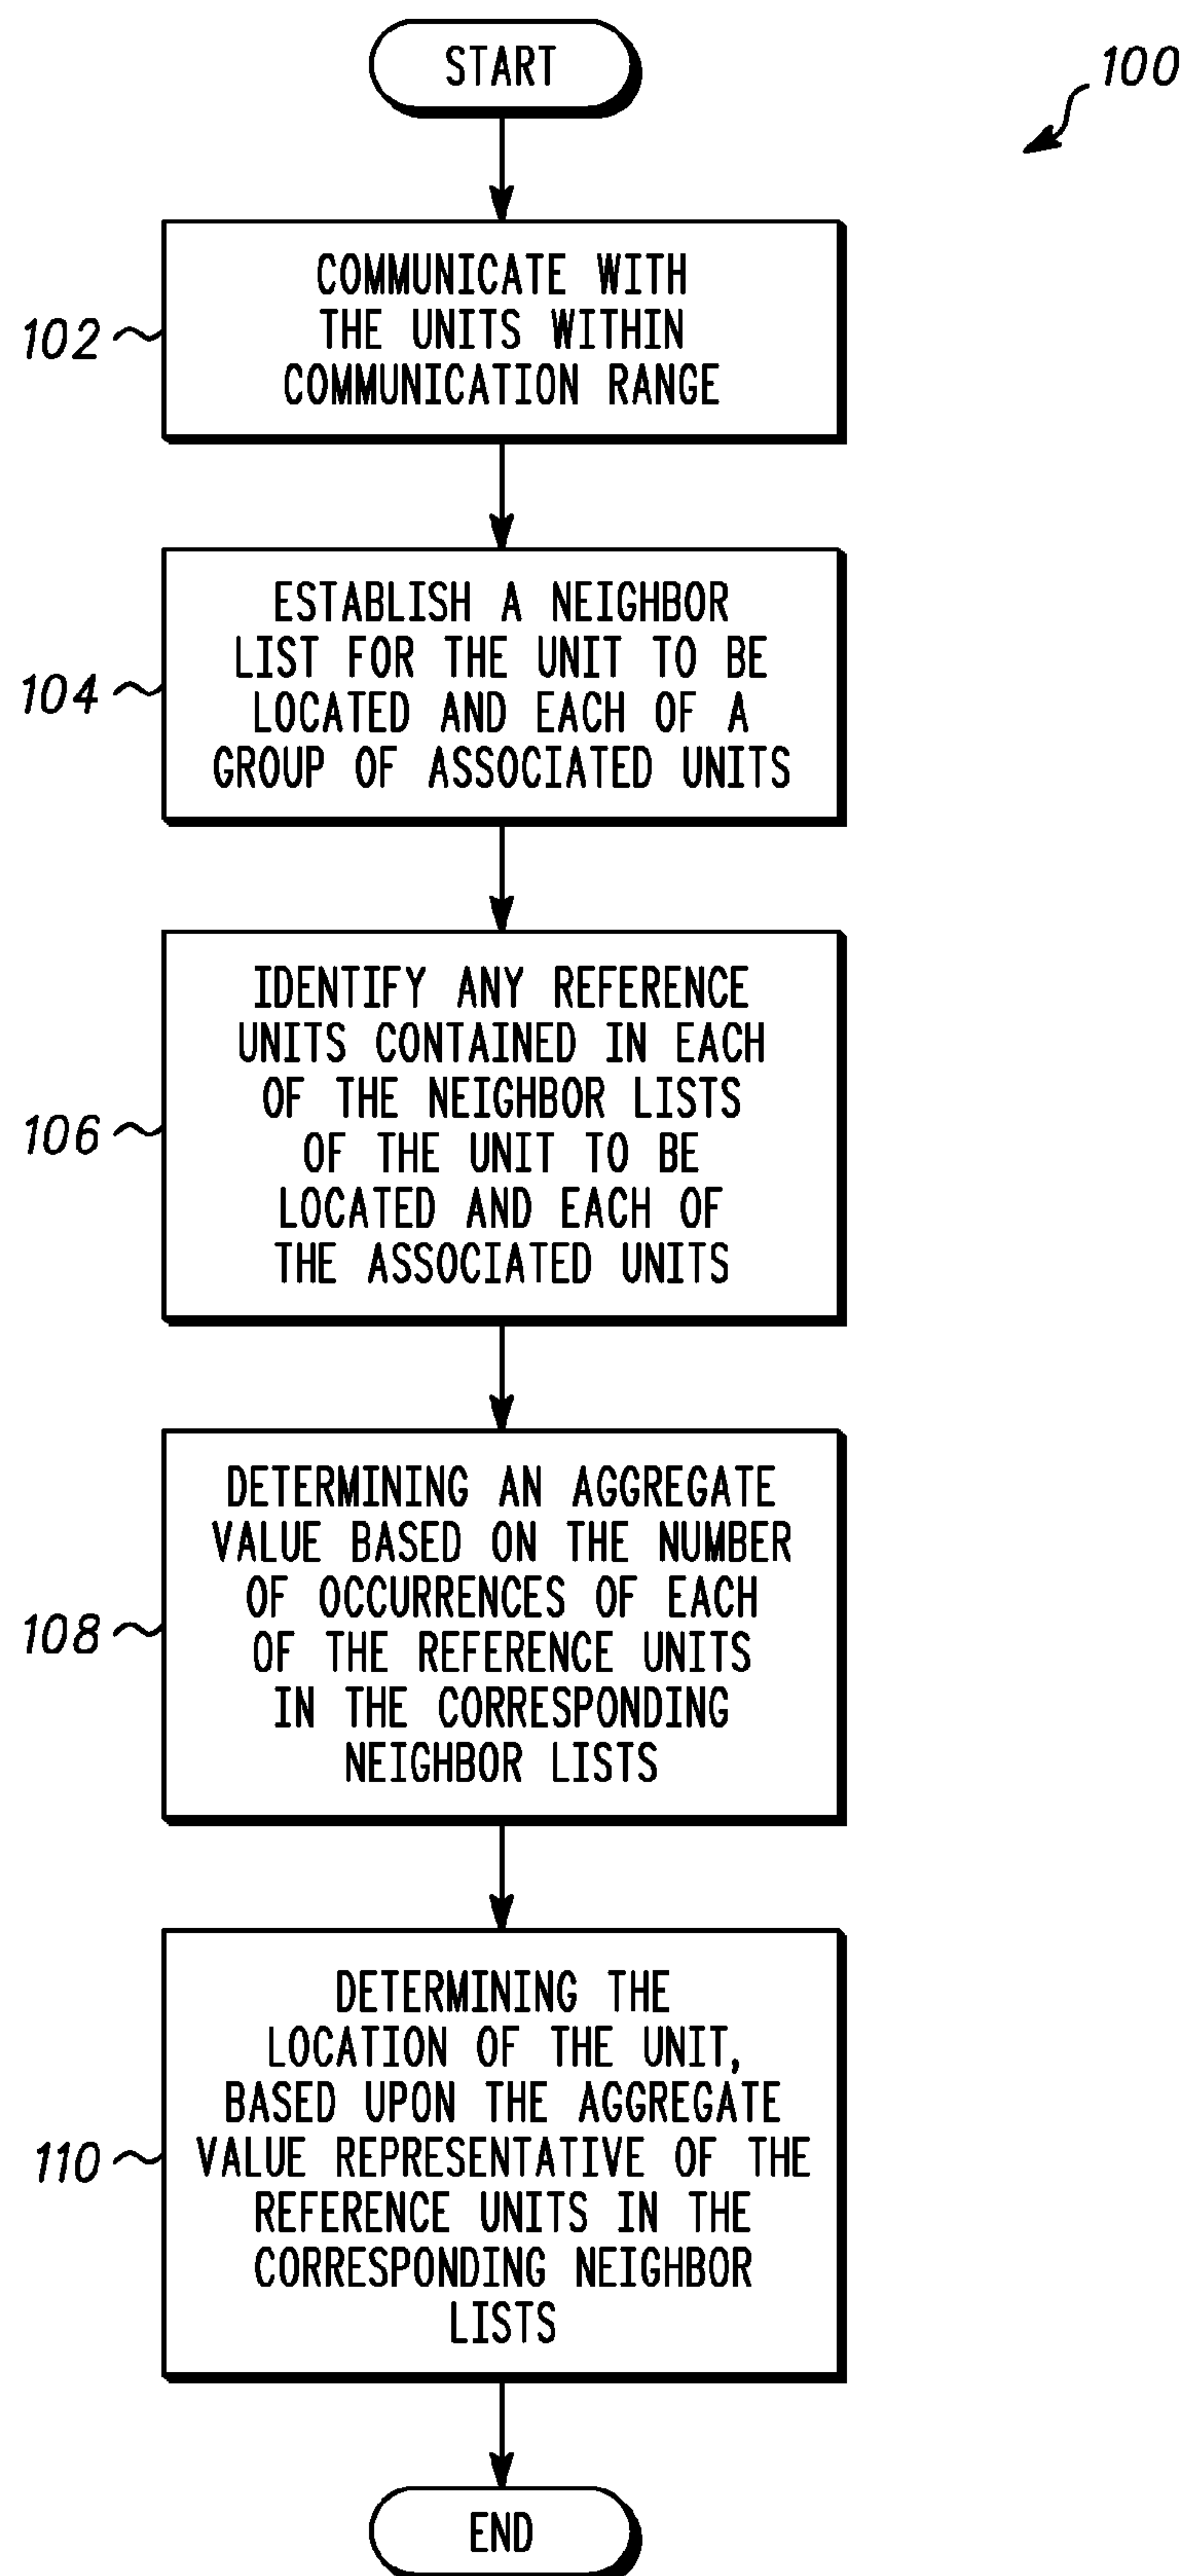 START
100
COMMUNICATE WITH
THE UNITS WITHIN
COMMUNICATION RANGE
102
ESTABLISH A NEIGHBOR
LIST FOR THE UNIT TO BE
LOCATED AND EACH OF A
GROUP OF ASSOCIATED UNITS
104
IDENTIFY ANY REFERENCE
UNITS CONTAINED IN EACH
OF THE NEIGHBOR LISTS
OF THE UNIT TO BE
LOCATED AND EACH OF
THE ASSOCIATED UNITS
106
DETERMINING AN AGGREGATE
VALUE BASED ON THE NUMBER
OF OCCURRENCES OF EACH
OF THE REFERENCE UNITS
IN THE CORRESPONDING
NEIGHBOR LISTS
108
DETERMINING THE
LOCATION OF THE UNIT,
BASED UPON THE AGGREGATE
VALUE REPRESENTATIVE OF THE
REFERENCE UNITS IN THE
CORRESPONDING NEIGHBOR
LISTS
110
END